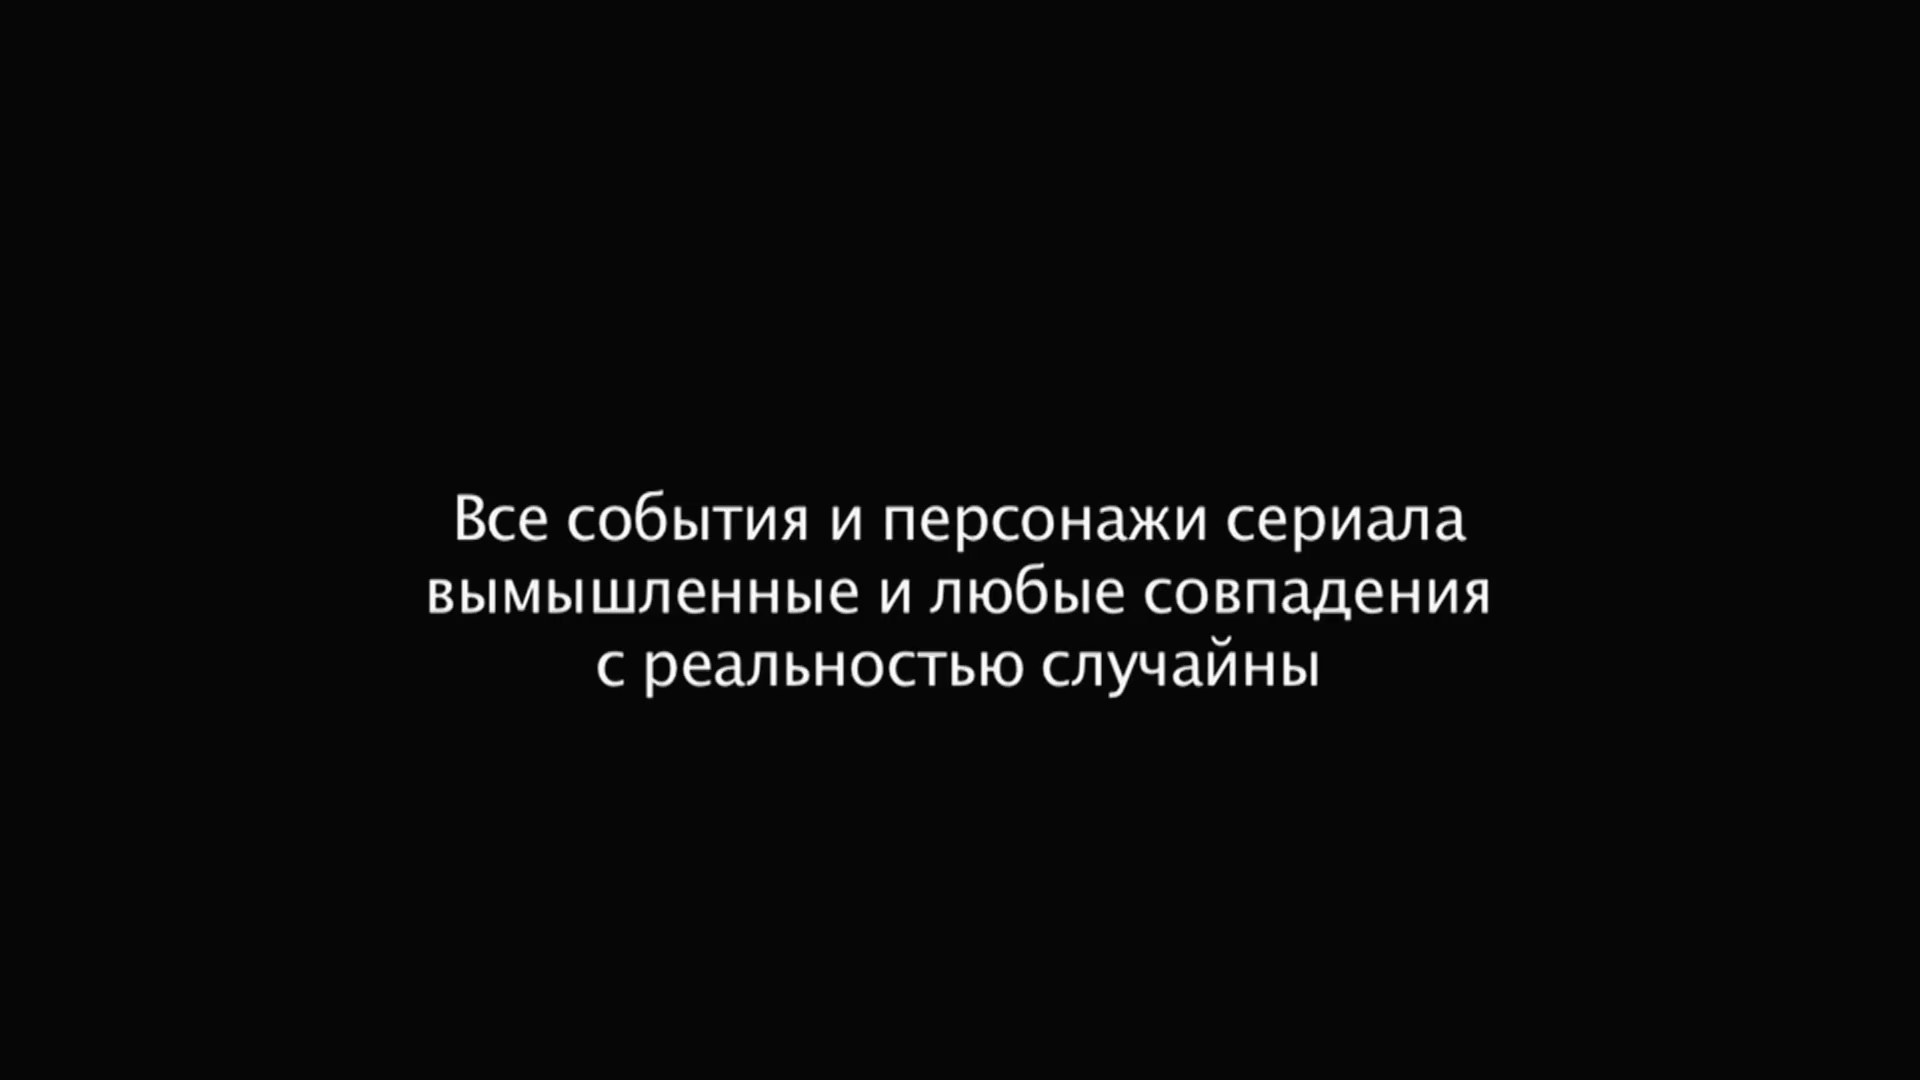 Все события и персонажи сериала
вымышленные и любые совпадения
с реальностью случайны